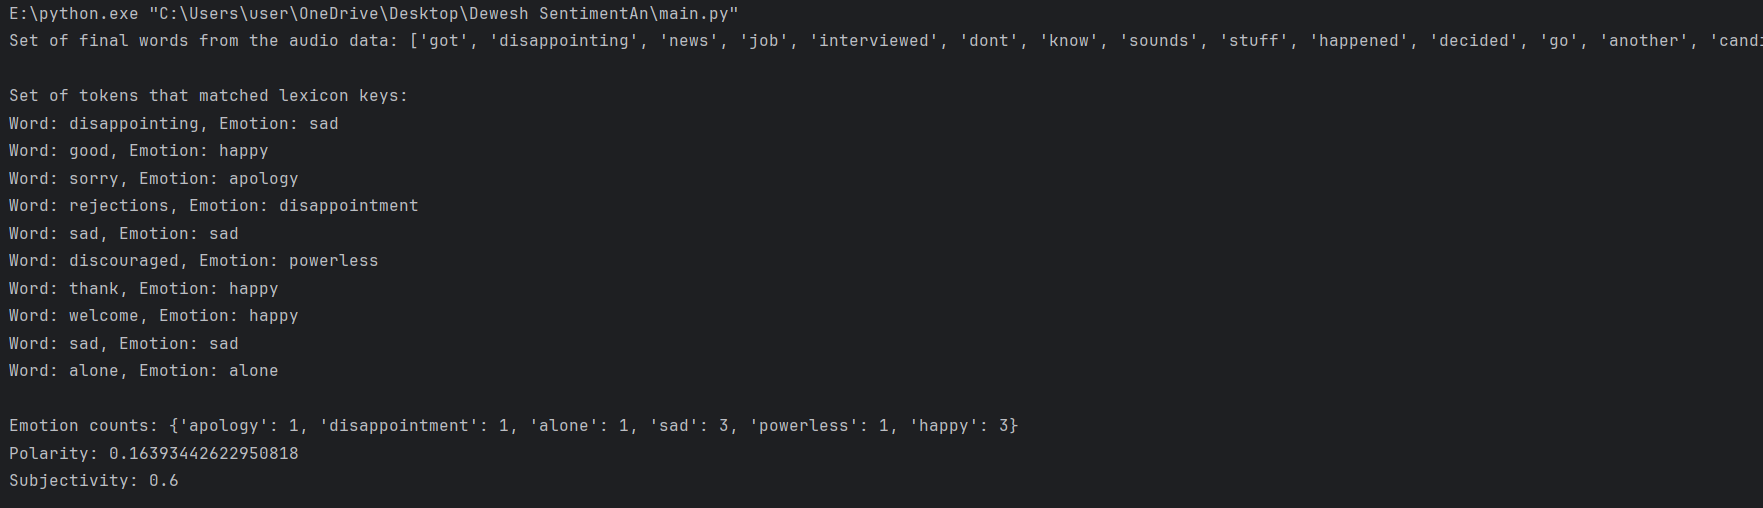 E:\python.exe "C:\Users\user\OneDrive\Desktop\Dewesh SentimentAn\main.py"
Set of final words from the audio data: ['got', 'disappointing', 'news', 'job', 'interviewed', 'dont', 'know', 'sounds', 'stuff', 'happened', 'decided', 'go', 'another', 'candi
Set of tokens that matched lexicon keys:
Word: disappointing, Emotion: sad
Word: good, Emotion: happy
Word: sorry, Emotion: apology
Word: rejections, Emotion: disappointment
Word: sad, Emotion: sad
Word: discouraged, Emotion: powerless
Word: thank, Emotion: happy
Word: welcome, Emotion: happy
Word: sad, Emotion: sad
Word: alone, Emotion: alone
Emotion counts: {'apology': 1, 'disappointment': 1, 'alone': 1, 'sad': 3, 'powerless': 1, 'happy': 3}
Polarity: 0.16393442622950818
Subjectivity: 0.6